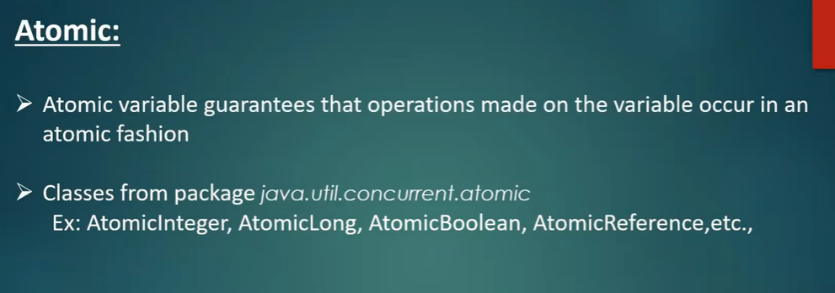 Atomic:
➢ Atomic variable guarantees that operations made on the variable occur in an
atomic fashion
➢ Classes from package java.util.concurrent.atomic
Ex: AtomicInteger, AtomicLong, AtomicBoolean, AtomicReference,etc.,